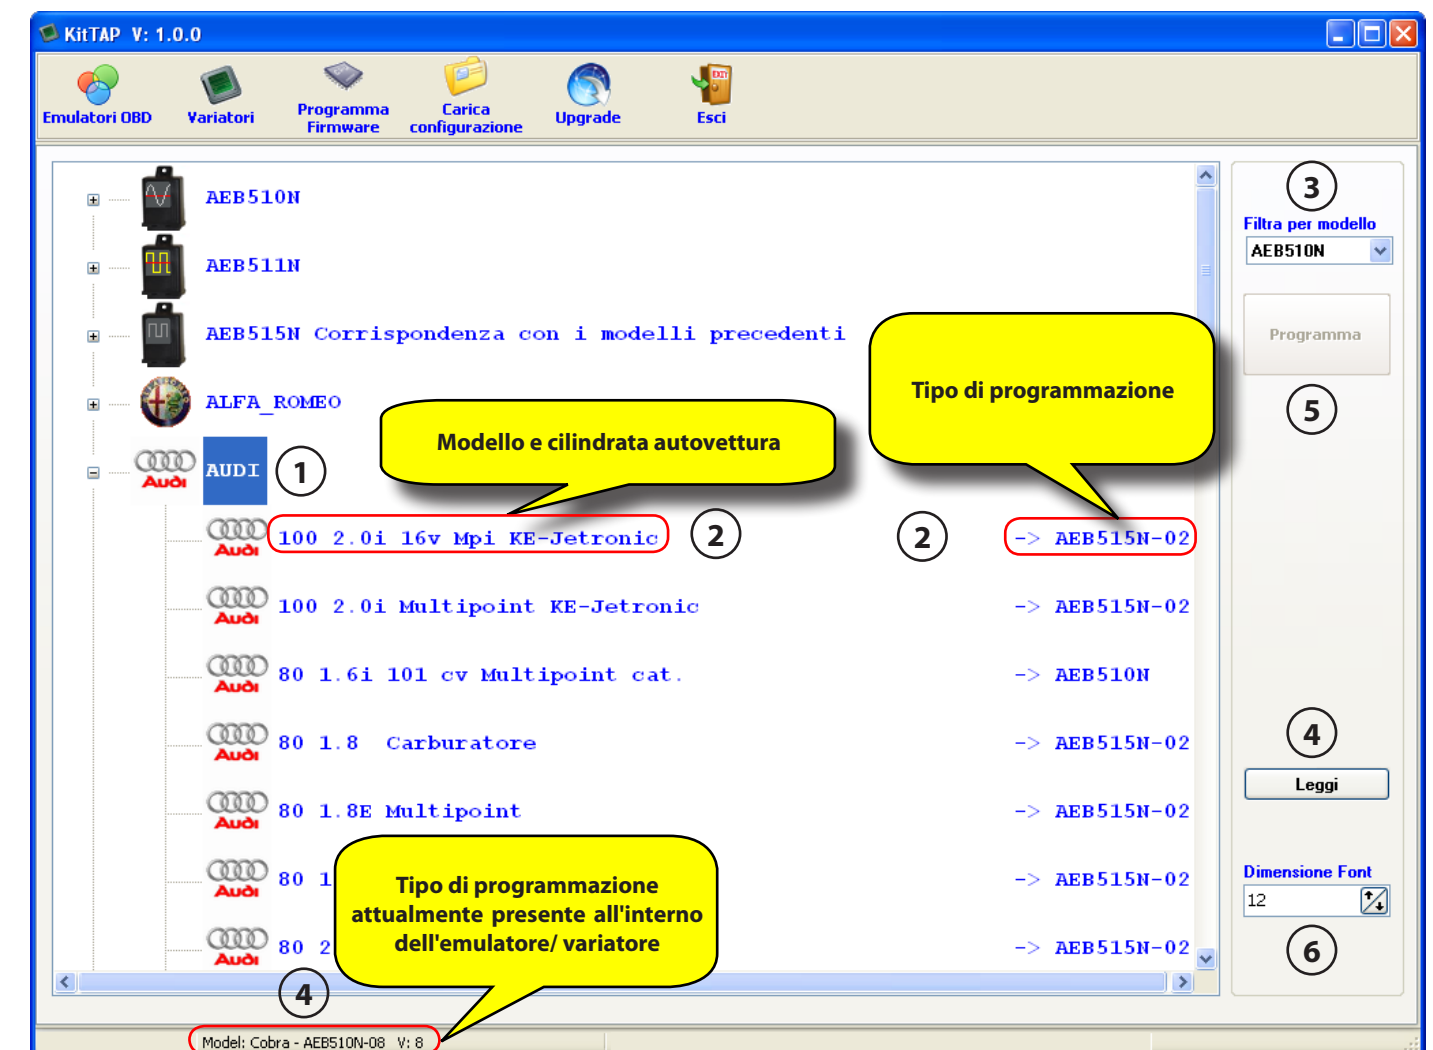 KitTAP V: 1.0.0
Emulatori OBD
Variatori
Programma
Firmware
Carica
configurazione
Upgrade
EXIT
Esci
AEB510N
AEB511N
AEB515N Corrispondenza con i modelli precedenti
ALFA_ROMEO
Audi AUDI 1
Modello e cilindrata autovettura
Tipo di programmazione
Audi 100 2.0i 16v Mpi KE-Jetronic 2 2 -> AEB515N-02
Audi 100 2.0i Multipoint KE-Jetronic -> AEB515N-02
Audi 80 1.6i 101 cv Multipoint cat. -> AEB510N
Audi 80 1.8 Carburatore -> AEB515N-02
Audi 80 1.8E Multipoint -> AEB515N-02
Audi 80 1 -> AEB515N-02
Audi 80 2 -> AEB515N-02
Tipo di programmazione
attualmente presente all'interno
dell'emulatore/ variatore
4
3
Filtra per modello
AEB510N
Programma
5
4
Leggi
Dimensione Font
12
6
Model: Cobra - AEB510N-08 V: 8